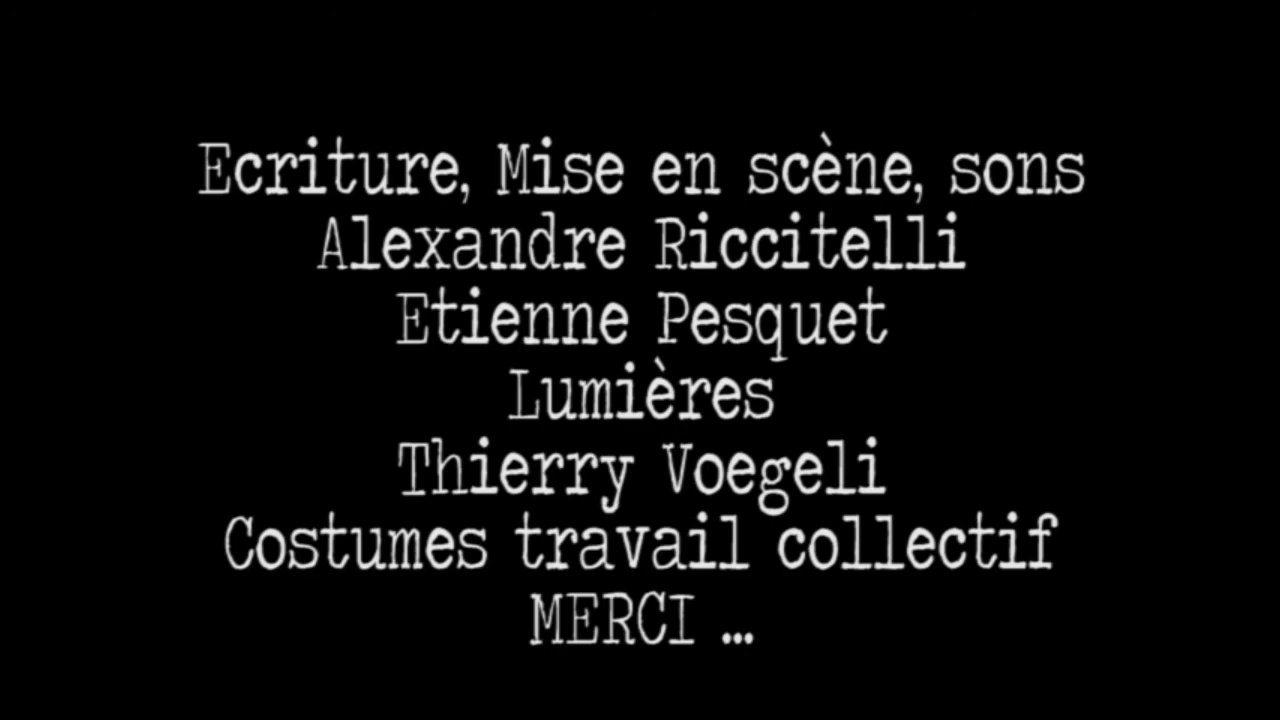 Ecriture, Mise en scène, sons
Alexandre Riccitelli
Etienne Pesquet
Lumières
Thierry Voegeli
Costumes travail collectif
MERCI ...